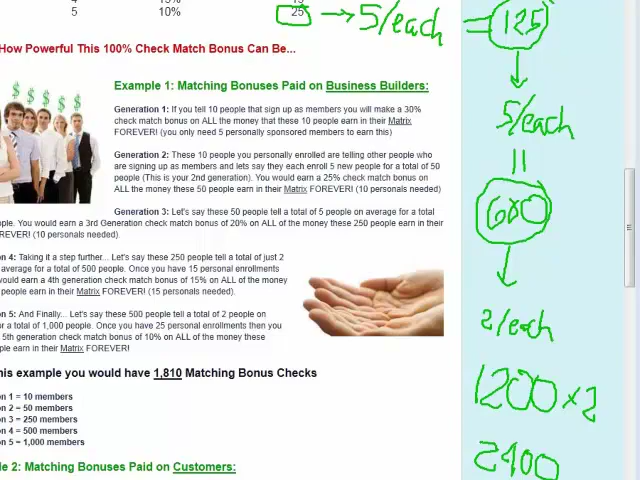 5 10% 25 → 5/each = 125
How Powerful This 100% Check Match Bonus Can Be...
$ $ $ $ $
Example 1: Matching Bonuses Paid on Business Builders:
Generation 1: If you tell 10 people that sign up as members you will make a 30%
check match bonus on ALL the money that these 10 people earn in their Matrix
FOREVER! (you only need 5 personally sponsored members to earn this)
Generation 2: These 10 people you personally enrolled are telling other people who
are signing up as members and lets say they each enroll 5 new people for a total of 50
people (This is your 2nd generation). You would earn a 25% check match bonus on
ALL the money these 50 people earn in their Matrix FOREVER! (10 personals needed)
Generation 3: Let's say these 50 people tell a total of 5 people on average for a total
ple. You would earn a 3rd Generation check match bonus of 20% on ALL of the money these 250 people earn in their
REVER! (10 personals needed).
n 4: Taking it a step further... Let's say these 250 people tell a total of just 2
average for a total of 500 people. Once you have 15 personal enrollments
would earn a 4th generation check match bonus of 15% on ALL of the money
people earn in their Matrix FOREVER! (15 personals needed).
n 5: And Finally... Let's say these 500 people tell a total of 2 people on
or a total of 1,000 people. Once you have 25 personal enrollments then you
5th generation check match bonus of 10% on ALL of the money these
ple earn in their Matrix FOREVER!
his example you would have 1,810 Matching Bonus Checks
on 1 = 10 members
on 2 = 50 members
on 3 = 250 members
on 4 = 500 members
on 5 = 1,000 members
le 2: Matching Bonuses Paid on Customers:
5/each
=
600
2/each
1200 x 2
2400